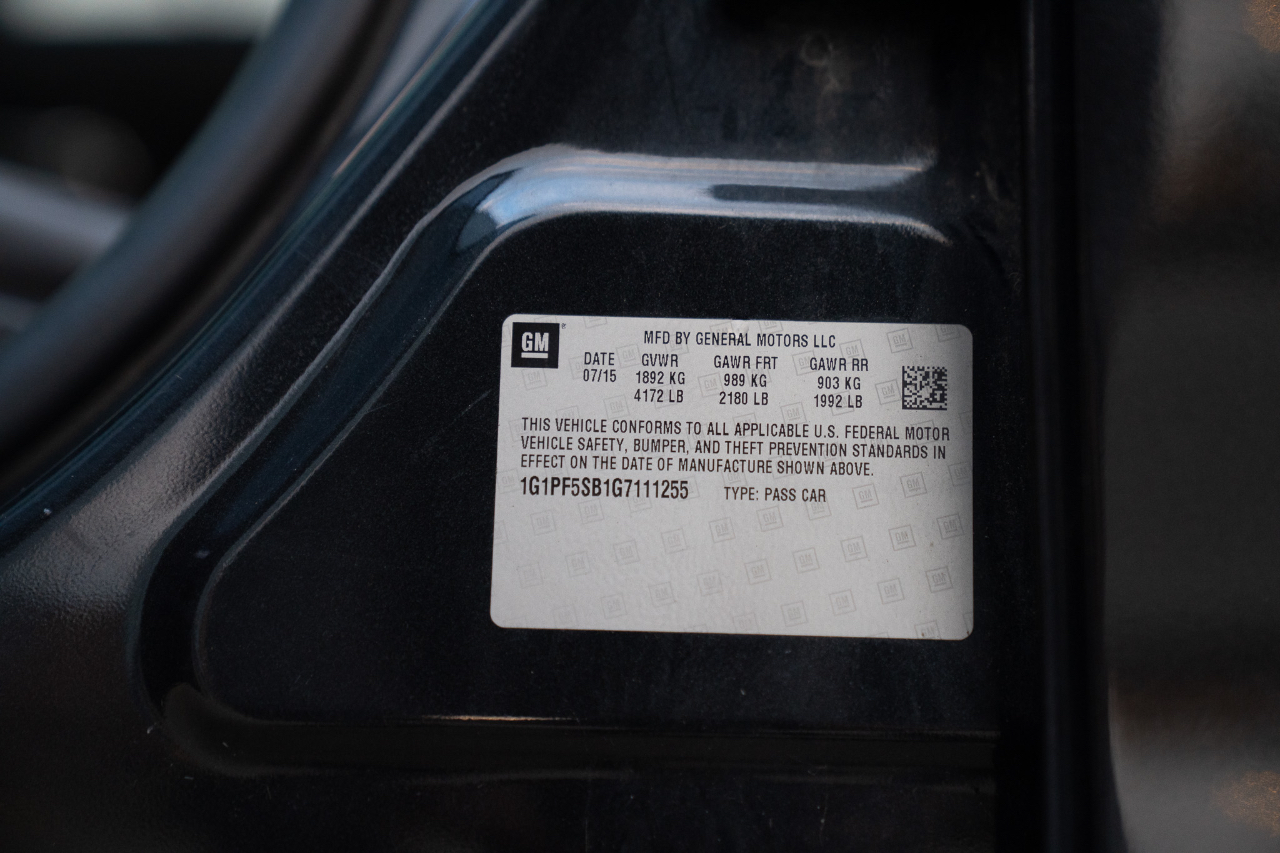 GM
MFD BY GENERAL MOTORS LLC
DATE GVWR GAWR FRT GAWR RR
07/15 1892 KG 989 KG 903 KG
4172 LB 2180 LB 1992 LB
THIS VEHICLE CONFORMS TO ALL APPLICABLE U.S. FEDERAL MOTOR
VEHICLE SAFETY, BUMPER, AND THEFT PREVENTION STANDARDS IN
EFFECT ON THE DATE OF MANUFACTURE SHOWN ABOVE.
1G1PF5SB1G7111255 TYPE: PASS CAR